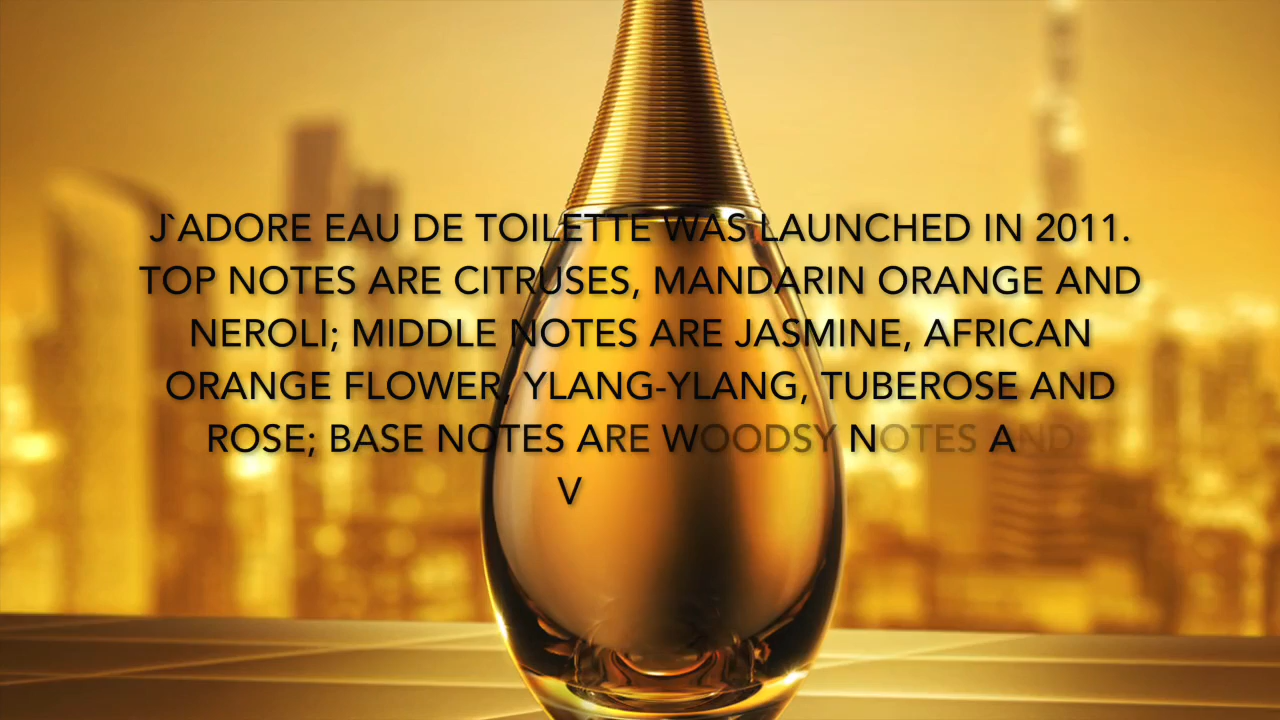 J`ADORE EAU DE TOILETTE WAS LAUNCHED IN 2011.
TOP NOTES ARE CITRUSES, MANDARIN ORANGE AND
NEROLI; MIDDLE NOTES ARE JASMINE, AFRICAN
ORANGE FLOWER, YLANG-YLANG, TUBEROSE AND
ROSE; BASE NOTES ARE WOODSY NOTES AND
V